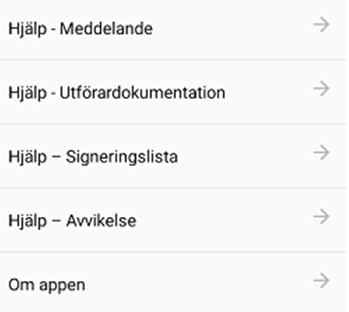 Hjälp - Meddelande
Hjälp - Utförardokumentation
Hjälp – Signeringslista
Hjälp – Avvikelse
Om appen